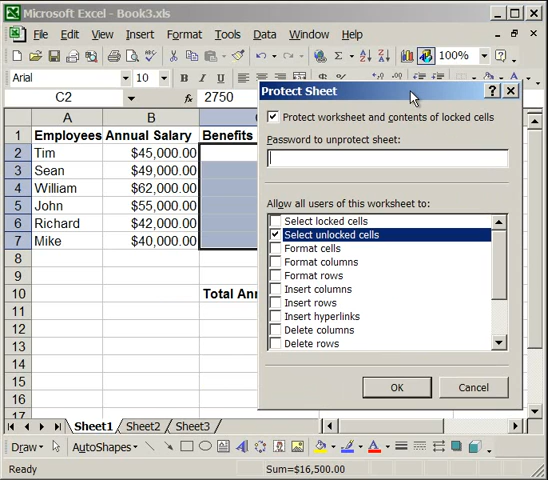 Microsoft Excel - Book3.xls
File Edit View Insert Format Tools Data Window Help
Σ 100%
Arial 10 B I U
C2 fx 2750
Protect Sheet
Protect worksheet and contents of locked cells
Password to unprotect sheet:
Allow all users of this worksheet to:
Select locked cells
Select unlocked cells
Format cells
Format columns
Format rows
Insert columns
Insert rows
Insert hyperlinks
Delete columns
Delete rows
OK Cancel
A B
1 Employees Annual Salary Benefits
2 Tim $45,000.00
3 Sean $49,000.00
4 William $62,000.00
5 John $55,000.00
6 Richard $42,000.00
7 Mike $40,000.00
8
9
10 Total Ann
11
12
13
14
15
16
17
Sheet1 Sheet2 Sheet3
Draw AutoShapes
Ready Sum=$16,500.00